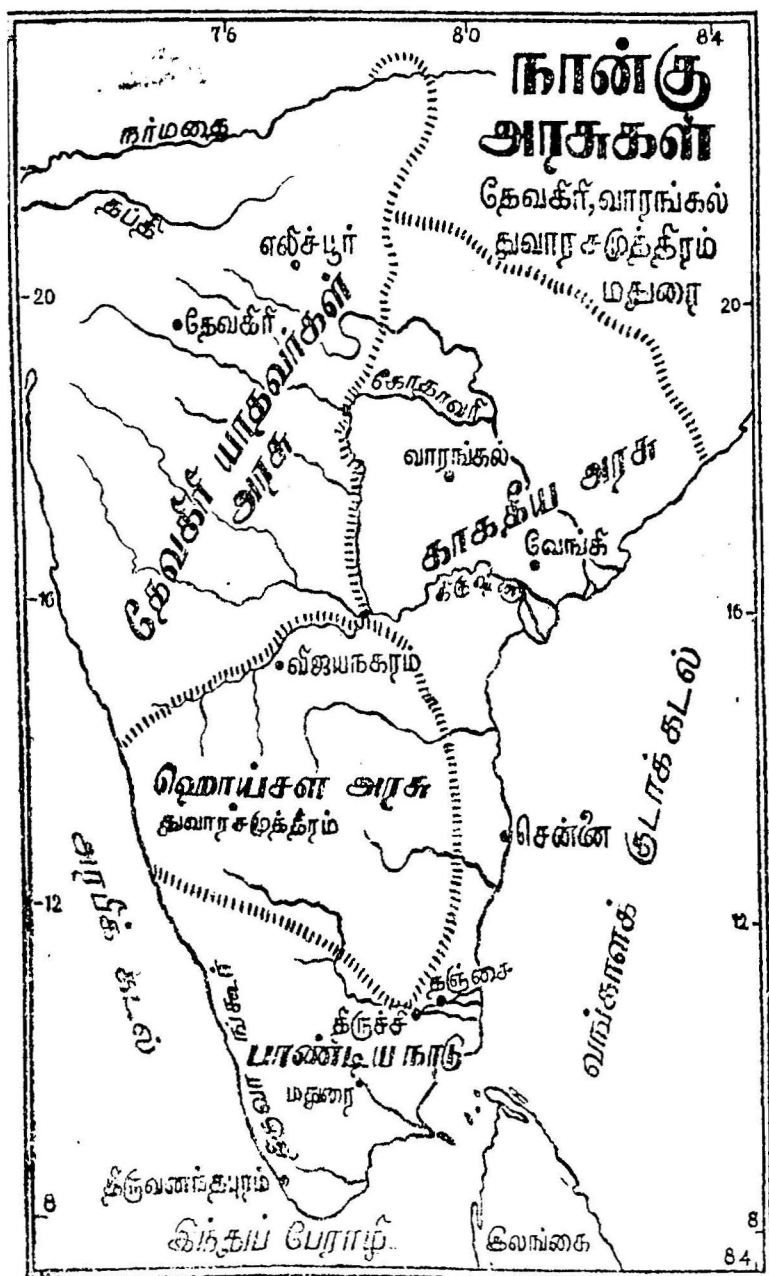 76 80 84
நான்கு
அரசுகள்
தேவகிரி, வாரங்கல்
துவாரசமுத்திரம்
மதுரை
நர்மதை
தப்தி
எலிச்பூர்
20 20
தேவகிரி
தேவகிரி யாதவர்கள்
அரசு
கோதாவரி
வாரங்கல்
காகதீய அரசு
வேங்கி
கிருஷ்ணா
16 16
விஜயநகரம்
ஹொய்சள அரசு
துவாரசமுத்திரம்
சென்னை
வங்காளக் குடாக்கடல்
அரபிக் கடல்
12 12
தஞ்சை
திருச்சி
பாண்டிய நாடு
மதுரை
திருவனந்தபுரம்
8 8
இந்துப் பேராழி
இலங்கை
84